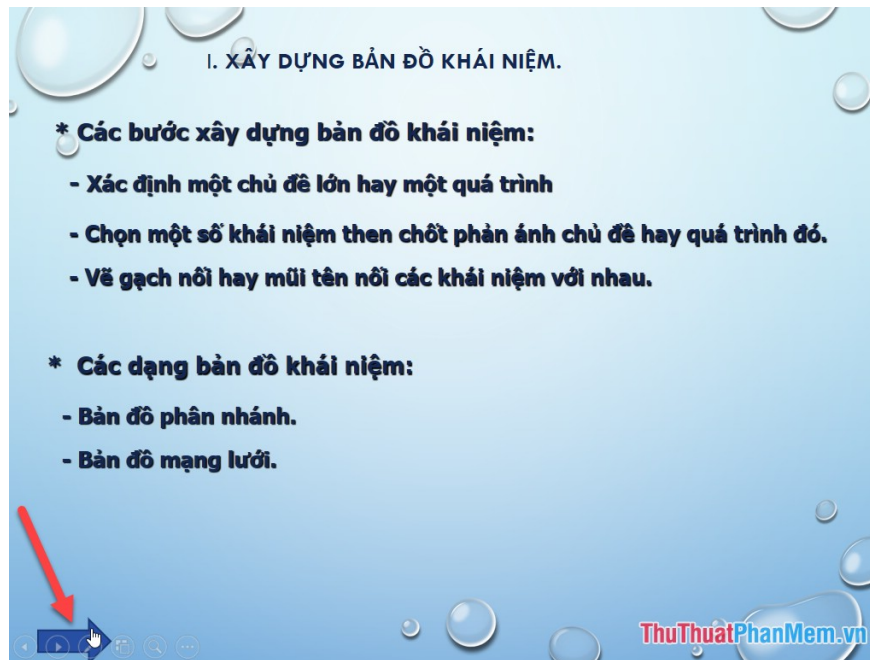 I. XÂY DỰNG BẢN ĐỒ KHÁI NIỆM.
* Các bước xây dựng bản đồ khái niệm:
- Xác định một chủ đề lớn hay một quá trình
- Chọn một số khái niệm then chốt phản ánh chủ đề hay quá trình đó.
- Vẽ gạch nối hay mũi tên nối các khái niệm với nhau.
* Các dạng bản đồ khái niệm:
- Bản đồ phân nhánh.
- Bản đồ mạng lưới.
ThuThuatPhanMem.vn